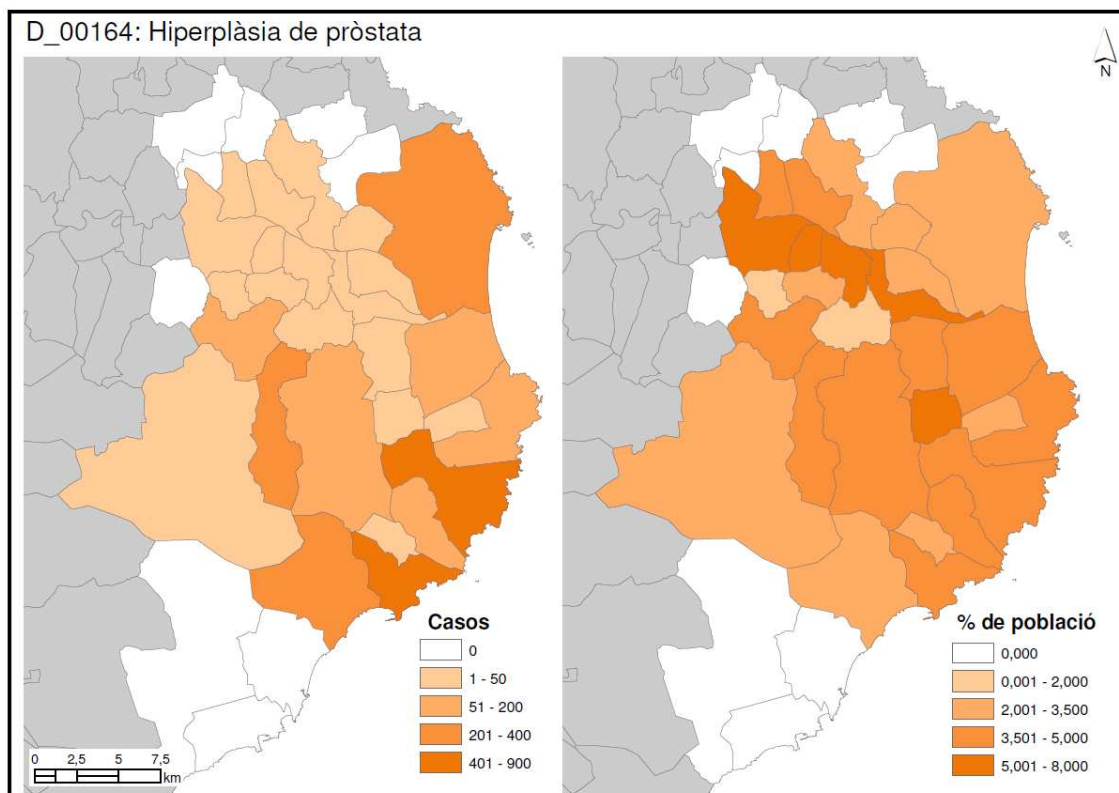 D_00164: Hiperplàsia de pròstata
N
Casos
0
1 - 50
51 - 200
201 - 400
401 - 900
0 2,5 5 7,5
km
% de població
0,000
0,001 - 2,000
2,001 - 3,500
3,501 - 5,000
5,001 - 8,000